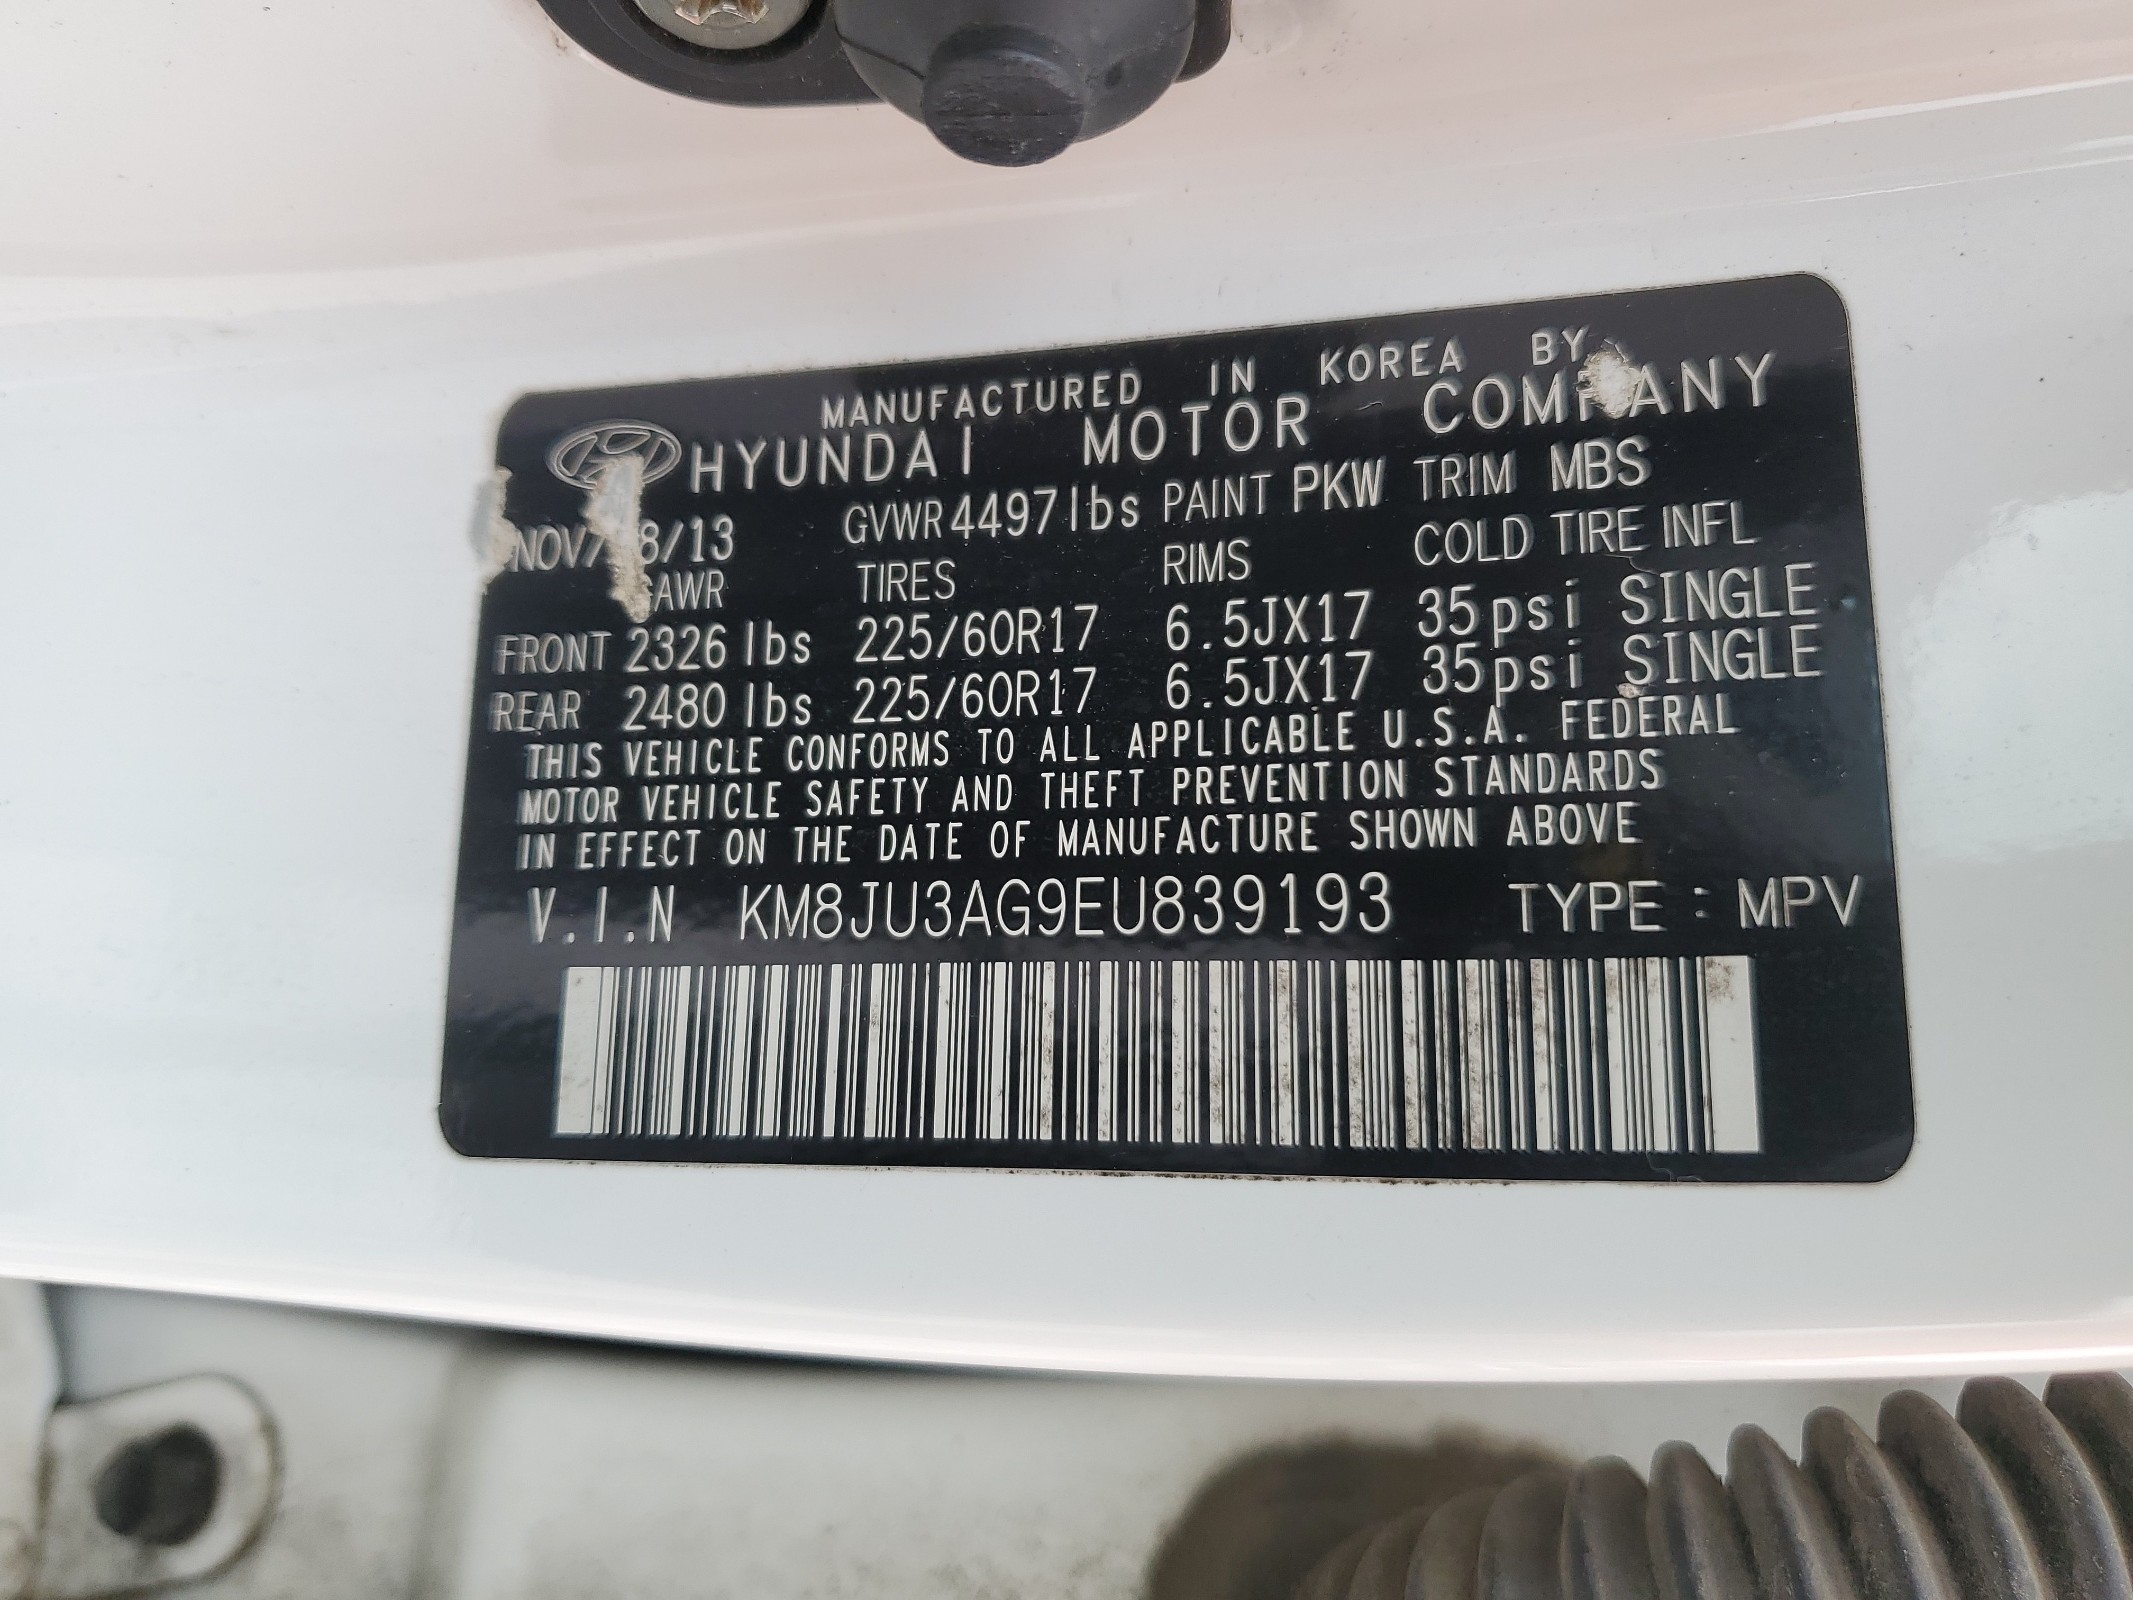 MANUFACTURED IN KOREA BY
HYUNDAI MOTOR COMPANY
GVWR 4497lbs PAINT PKW TRIM MBS
GAWR TIRES RIMS COLD TIRE INFL
FRONT 2326 lbs 225/60R17 6.5JX17 35psi SINGLE
REAR 2480 lbs 225/60R17 6.5JX17 35psi SINGLE
THIS VEHICLE CONFORMS TO ALL APPLICABLE U.S.A. FEDERAL
MOTOR VEHICLE SAFETY AND THEFT PREVENTION STANDARDS
IN EFFECT ON THE DATE OF MANUFACTURE SHOWN ABOVE
V.I.N KM8JU3AG9EU839193 TYPE : MPV